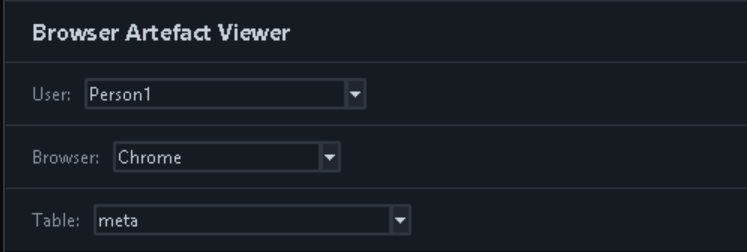 Browser Artefact Viewer
User: Person1
Browser: Chrome
Table: meta